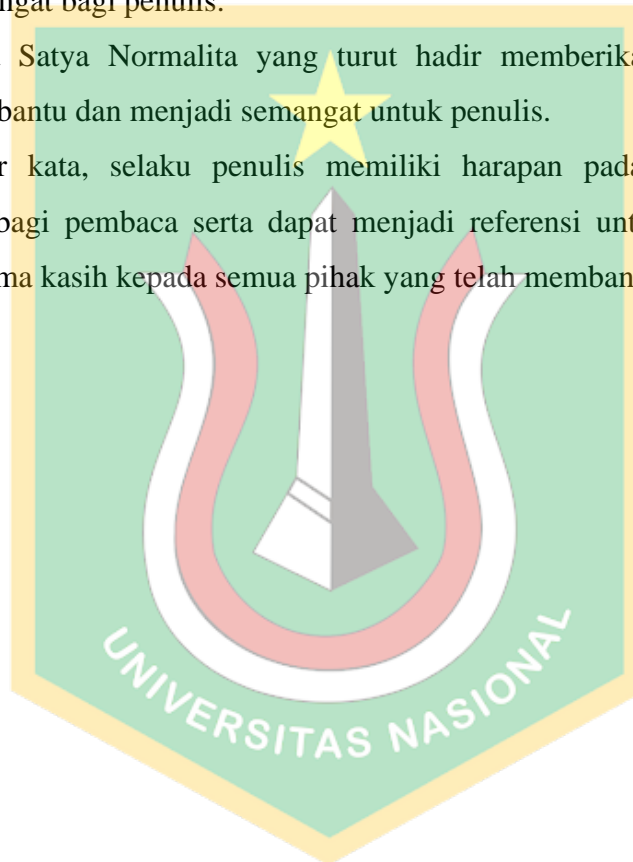 ngat bagi penulis.
Satya Normalita yang turut hadir memberika
bantu dan menjadi semangat untuk penulis.
r kata, selaku penulis memiliki harapan pada
bagi pembaca serta dapat menjadi referensi unt
ma kasih kepada semua pihak yang telah memban
UNIVERSITAS NASIONAL